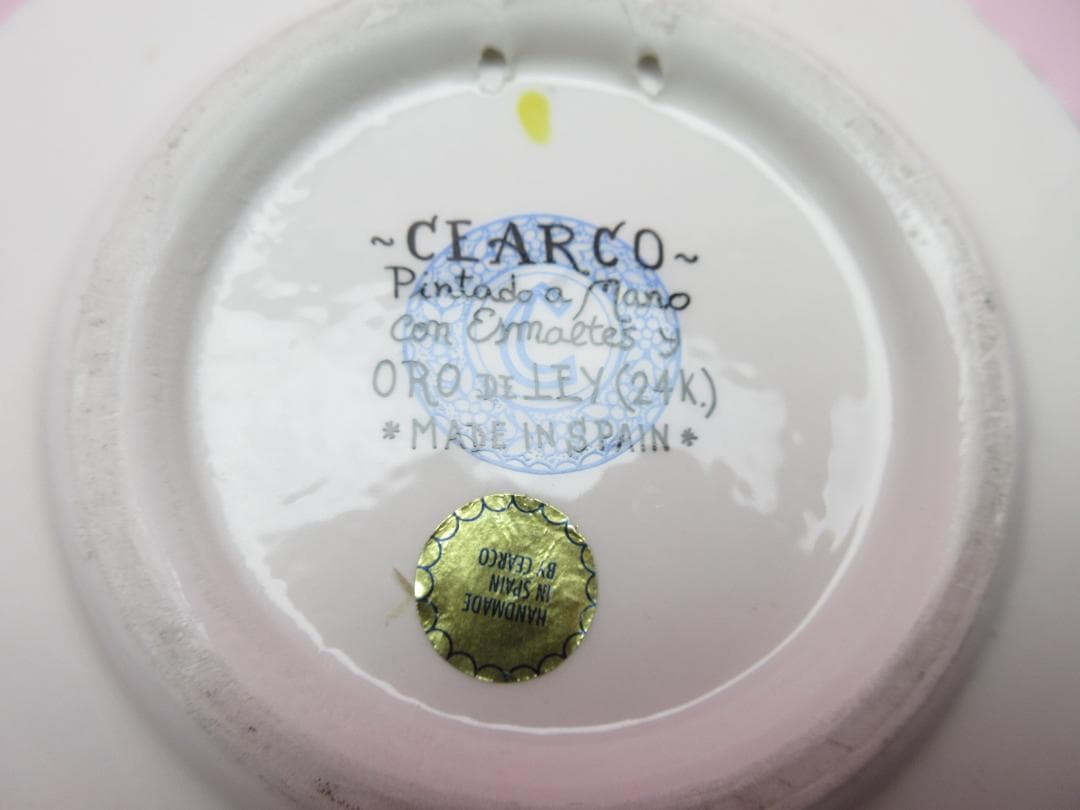 ~CEARCO~
Pintado a Mano
con Esmaltes y
ORO DE LEY (24K.)
*MADE IN SPAIN*
C
HANDMADE
IN SPAIN
BY CEARCO